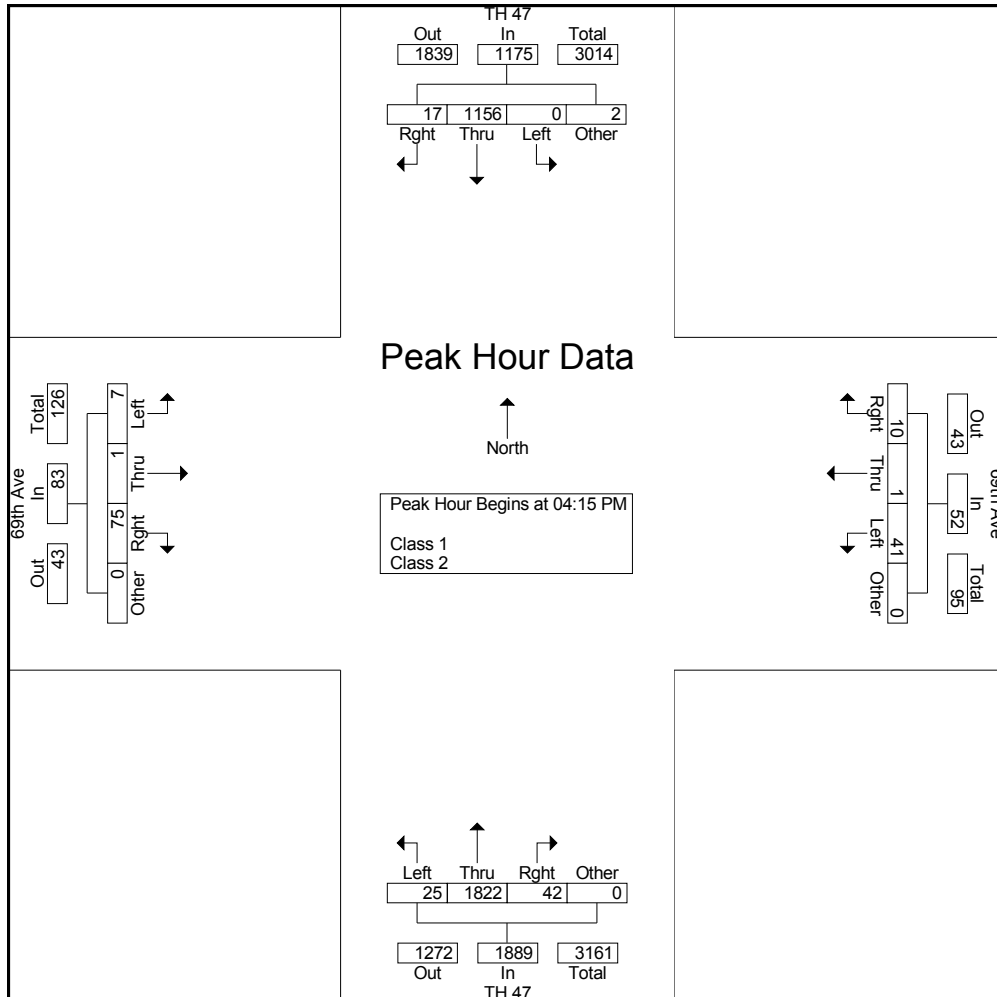 TH 47
Out In Total
1839 1175 3014
17 1156 0 2
Rght Thru Left Other
Peak Hour Data
North
Peak Hour Begins at 04:15 PM
Class 1
Class 2
69th Ave
Total In Out
126 83 43
7 1 75 0
Left Thru Rght Other
Rght Thru Left Other
10 1 41 0
Out In Total
43 52 95
69th Ave
Left Thru Rght Other
25 1822 42 0
1272 1889 3161
Out In Total
TH 47